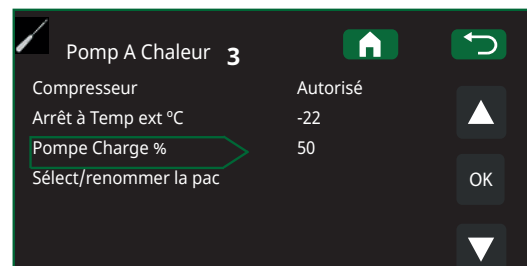 Pomp A Chaleur 3
Compresseur Autorisé
Arrêt à Temp ext ºC -22
Pompe Charge % 50
Sélect/renommer la pac
OK